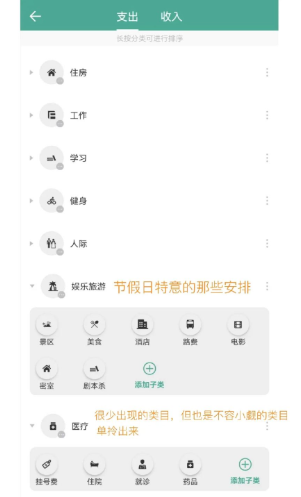 支出 收入
长按分类可进行排序
住房
工作
学习
健身
人际
娱乐旅游 节假日特意的那些安排
景区 美食 酒店 路费 电影
密室 剧本杀 添加子类
很少出现的类目，但也是不容小觑的类目
医疗 单拎出来
挂号费 住院 就诊 药品 添加子类